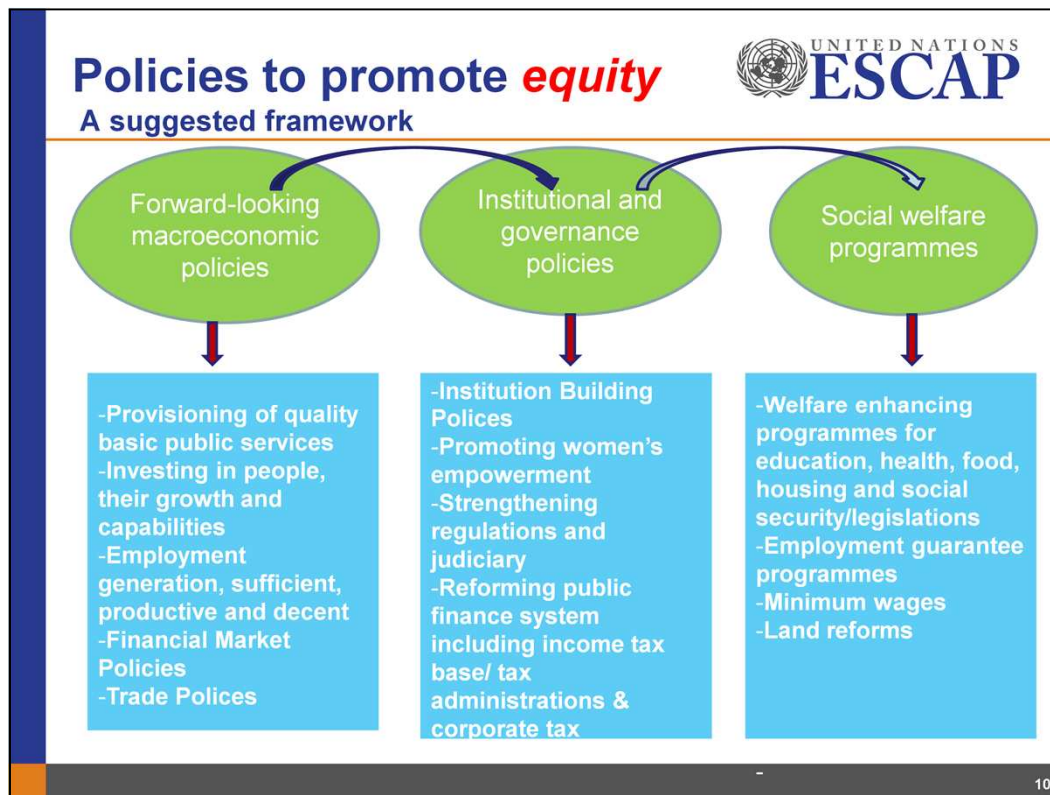 Policies to promote equity
A suggested framework
UNITED NATIONS
ESCAP
Forward-looking
macroeconomic
policies
Institutional and
governance
policies
Social welfare
programmes
-Provisioning of quality
basic public services
-Investing in people,
their growth and
capabilities
-Employment
generation, sufficient,
productive and decent
-Financial Market
Policies
-Trade Polices
-Institution Building
Polices
-Promoting women’s
empowerment
-Strengthening
regulations and
judiciary
-Reforming public
finance system
including income tax
base/ tax
administrations &
corporate tax
-Welfare enhancing
programmes for
education, health, food,
housing and social
security/legislations
-Employment guarantee
programmes
-Minimum wages
-Land reforms
-
10